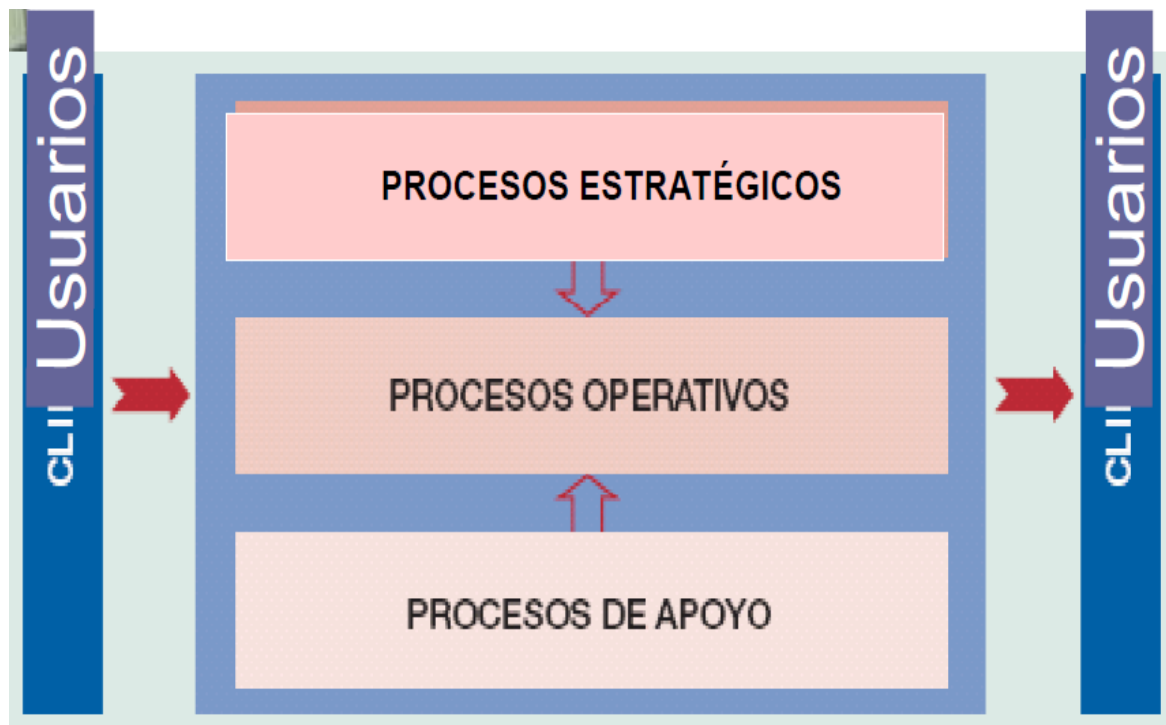 Usuarios
PROCESOS ESTRATÉGICOS
PROCESOS OPERATIVOS
PROCESOS DE APOYO
Usuarios